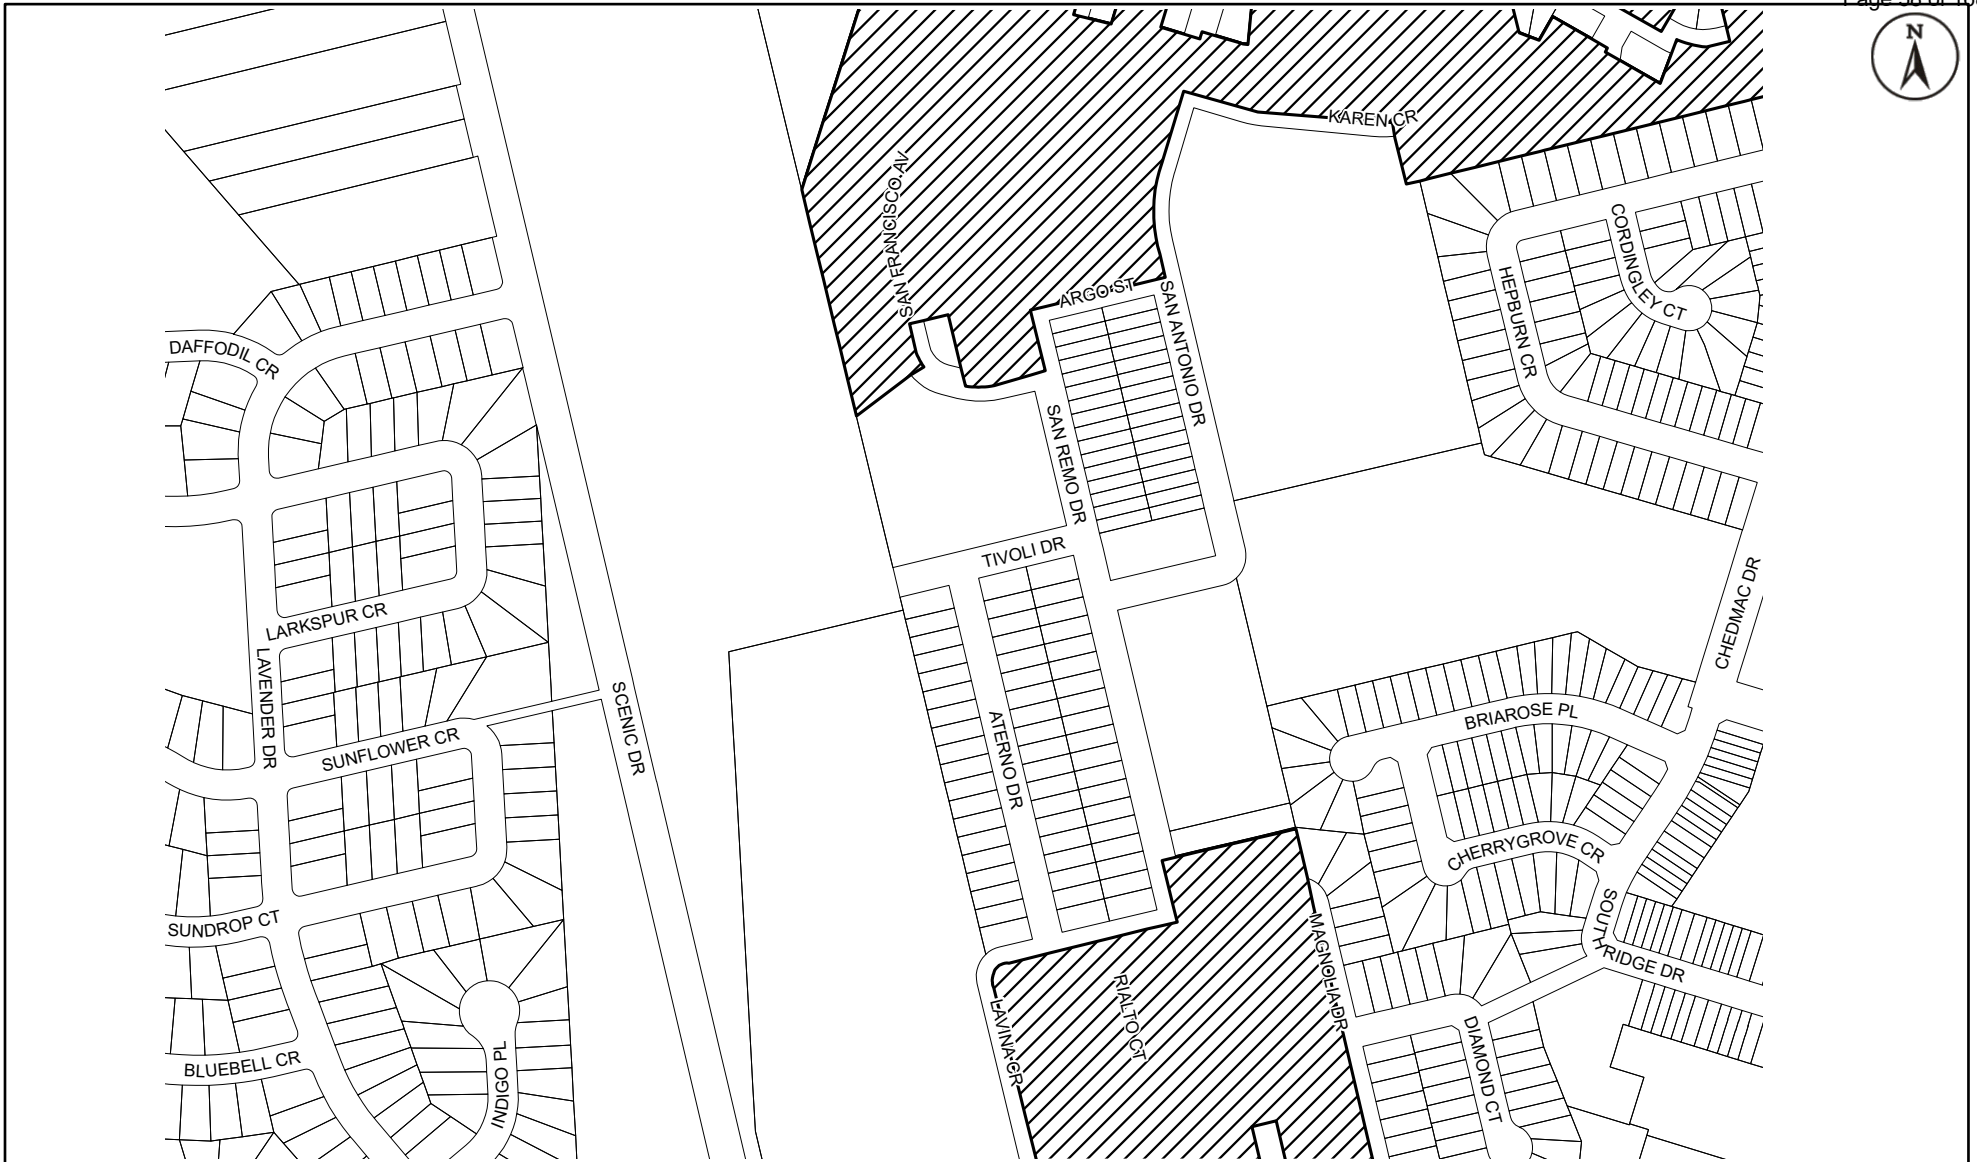 N
KAREN CR
SAN FRANCISCO AV
CORDINGLEY CT
ARGO ST
SAN ANTONIO DR
HEPBURN CR
DAFFODIL CR
SAN REMO DR
TIVOLI DR
CHEDMAC DR
LARKSPUR CR
LAVENDER DR
SCENIC DR
BRIAROSE PL
ATERNO DR
SUNFLOWER CR
CHERRYGROVE CR
SOUTH RIDGE DR
SUNDROP CT
MAGNOLIA DR
RIALTO CT
LAVINA CR
DIAMOND CT
BLUEBELL CR
INDIGO PL